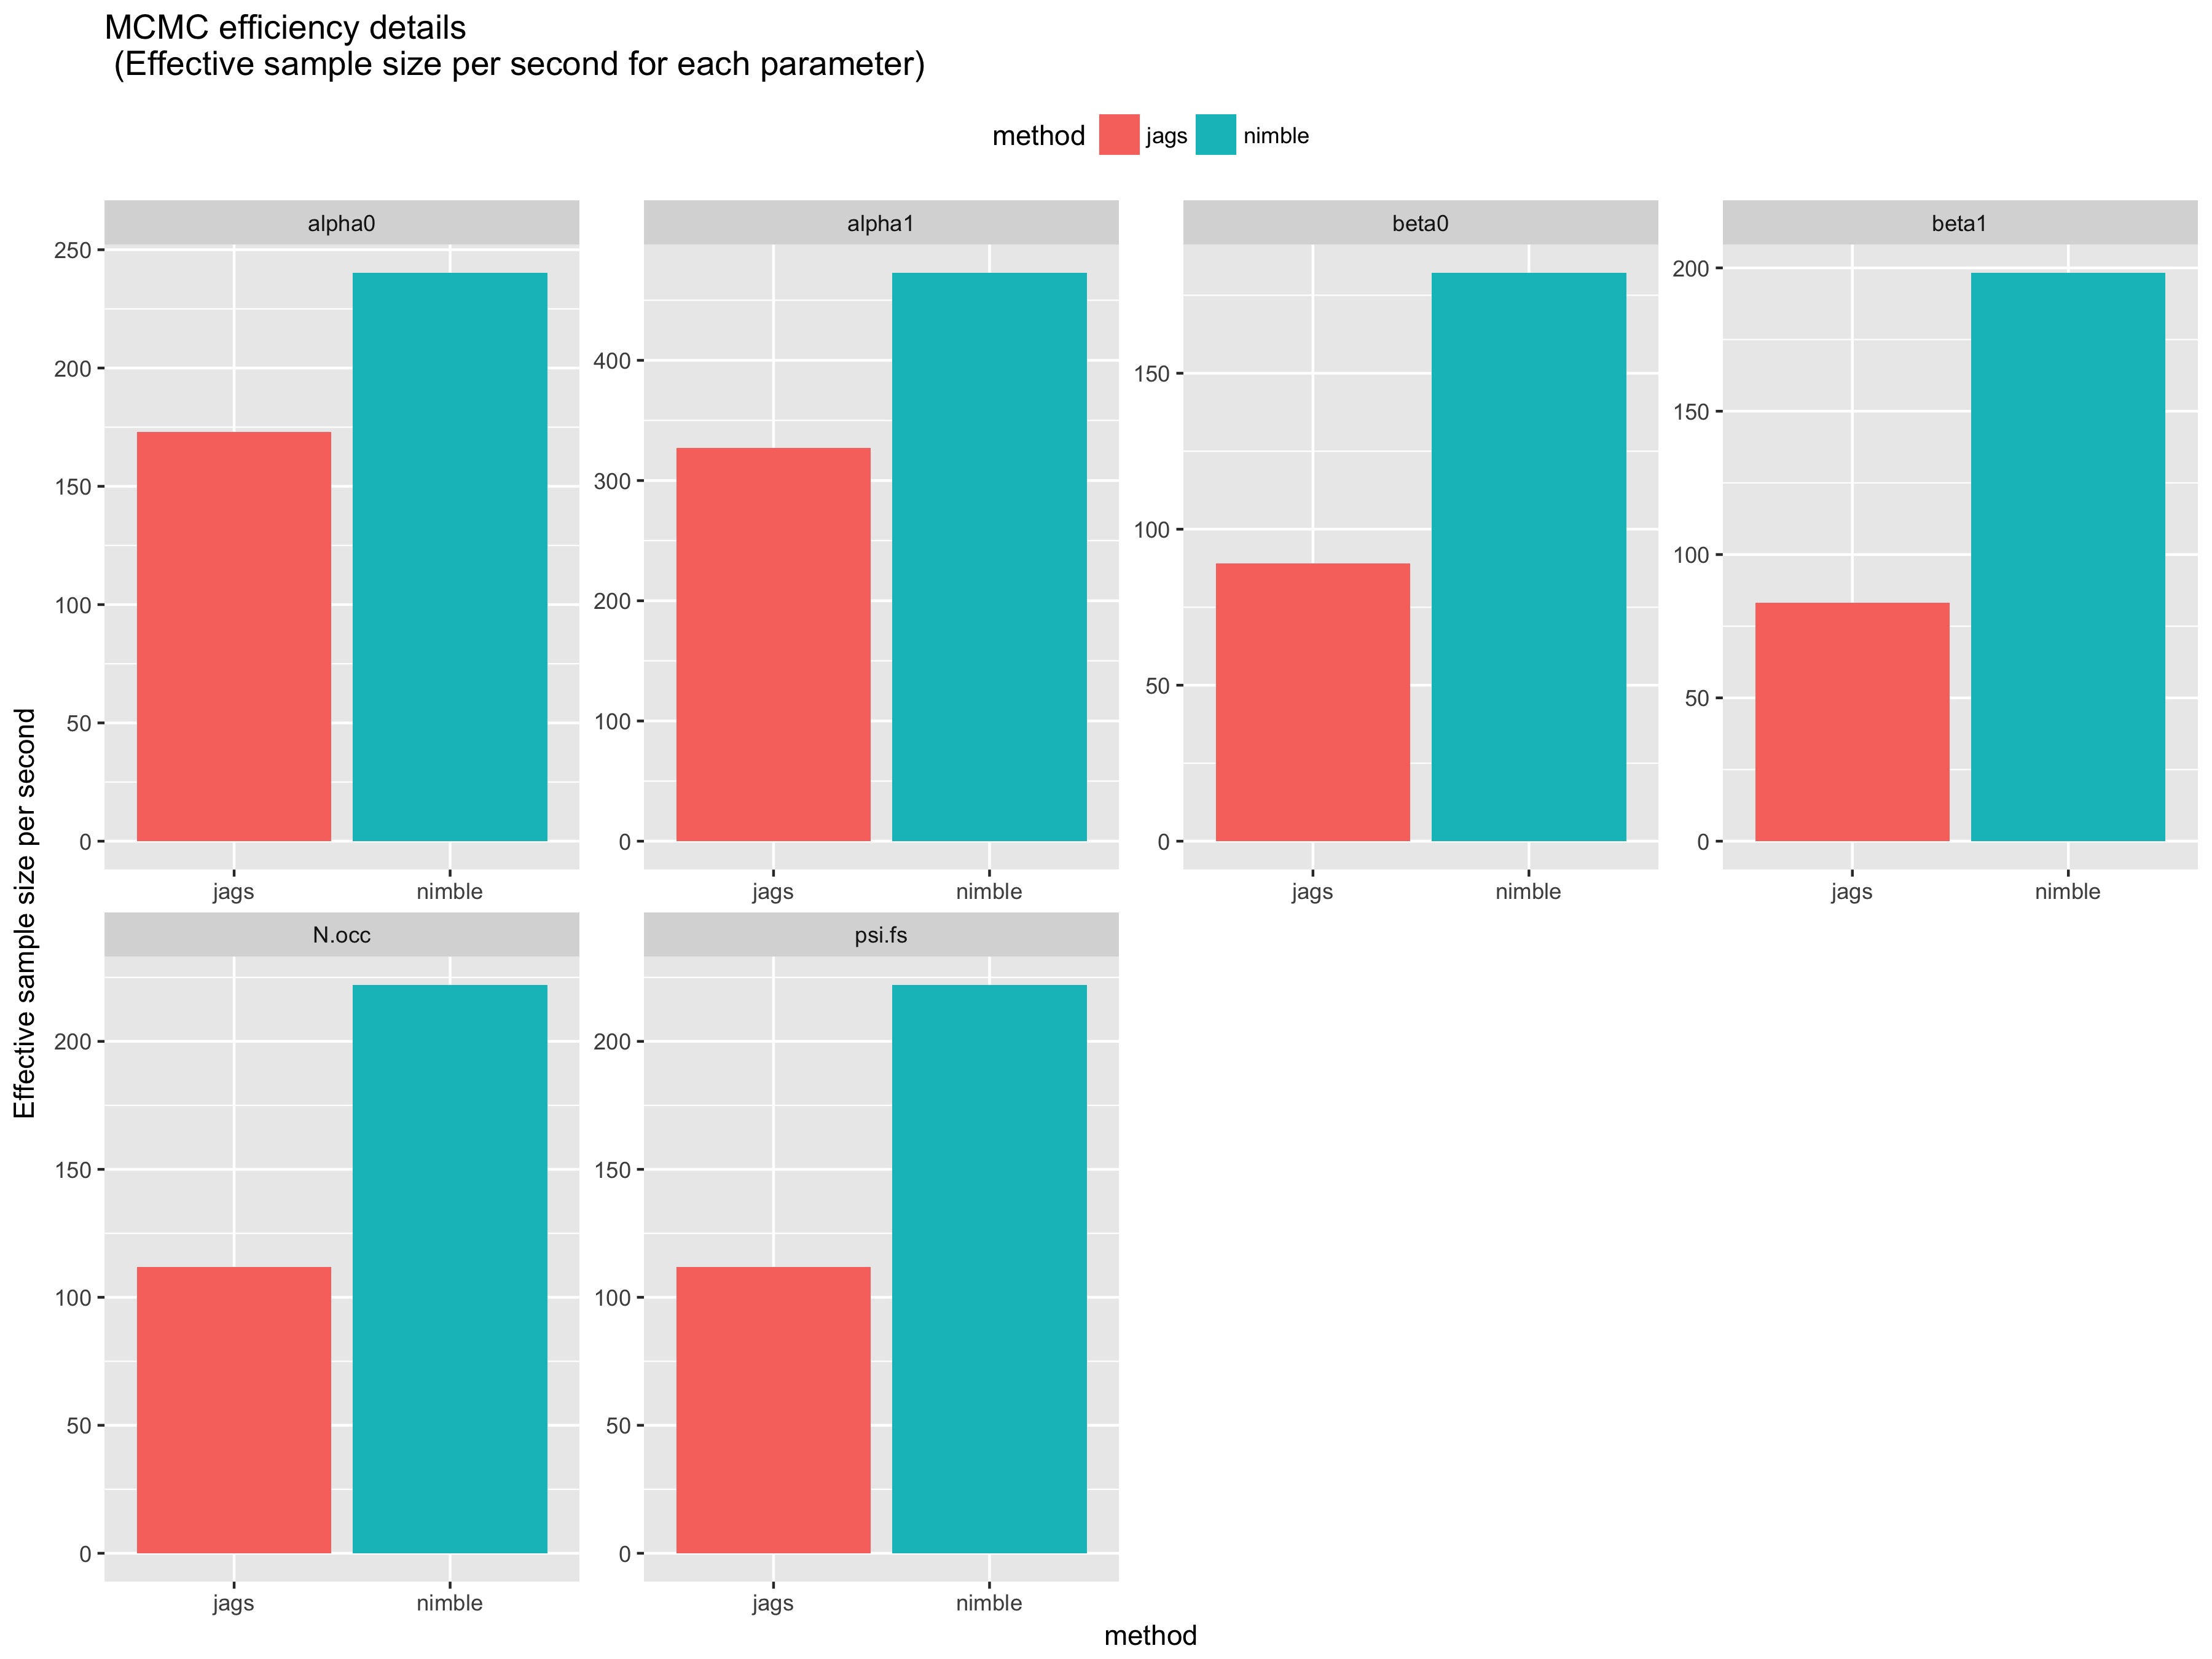 MCMC efficiency details
(Effective sample size per second for each parameter)
method jags nimble
Effective sample size per second
alpha0
250
200
150
100
50
0
jags nimble
alpha1
400
300
200
100
0
jags nimble
beta0
150
100
50
0
jags nimble
beta1
200
150
100
50
0
jags nimble
N.occ
200
150
100
50
0
jags nimble
psi.fs
200
150
100
50
0
jags nimble
method